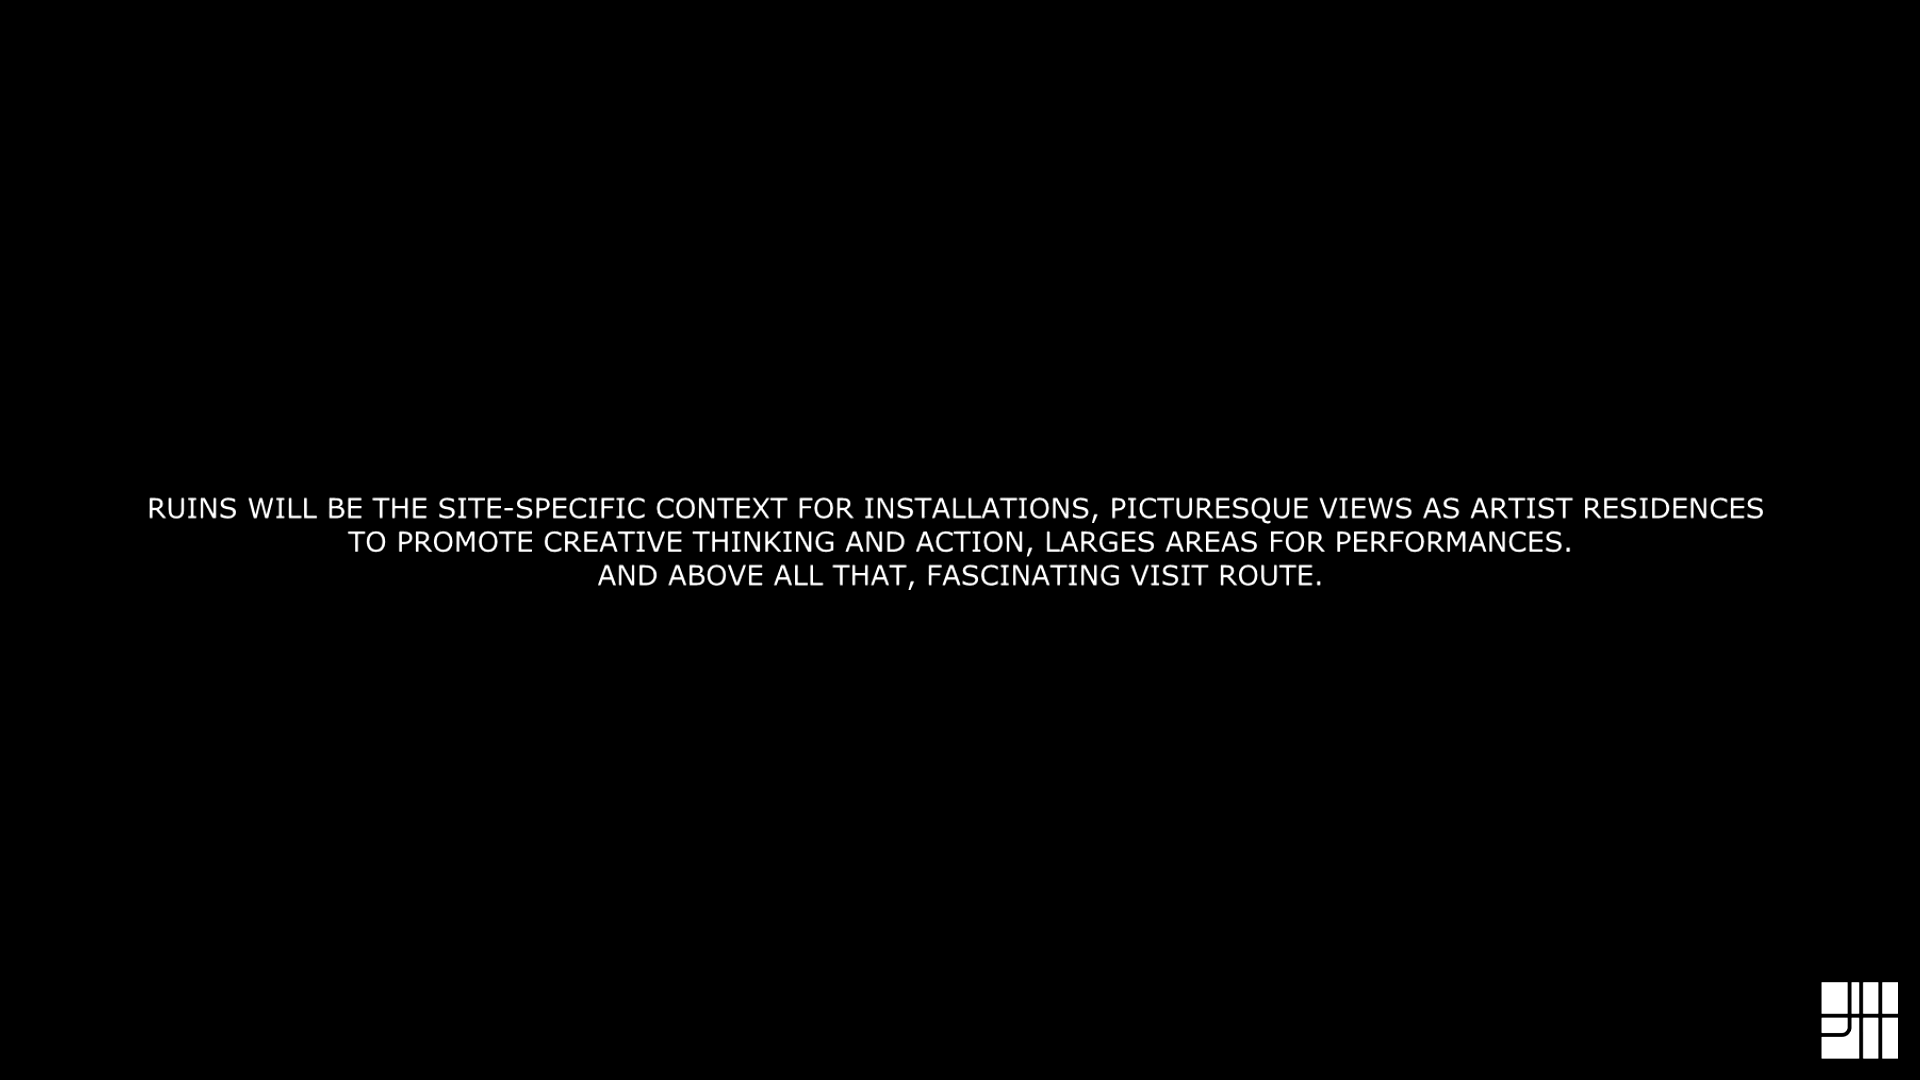 RUINS WILL BE THE SITE-SPECIFIC CONTEXT FOR INSTALLATIONS, PICTURESQUE VIEWS AS ARTIST RESIDENCES
TO PROMOTE CREATIVE THINKING AND ACTION, LARGES AREAS FOR PERFORMANCES.
AND ABOVE ALL THAT, FASCINATING VISIT ROUTE.